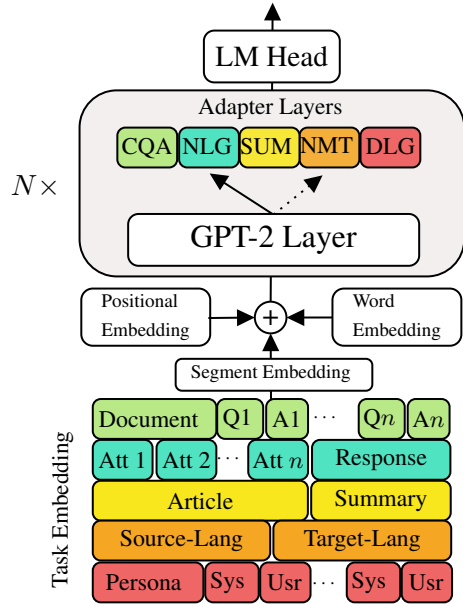 LM Head
Adapter Layers
CQA NLG SUM NMT DLG
N×
GPT-2 Layer
Positional Embedding
+
Word Embedding
Segment Embedding
Task Embedding
Document Q1 A1 ··· Qn An
Att 1 Att 2 ··· Att n Response
Article Summary
Source-Lang Target-Lang
Persona Sys Usr ··· Sys Usr